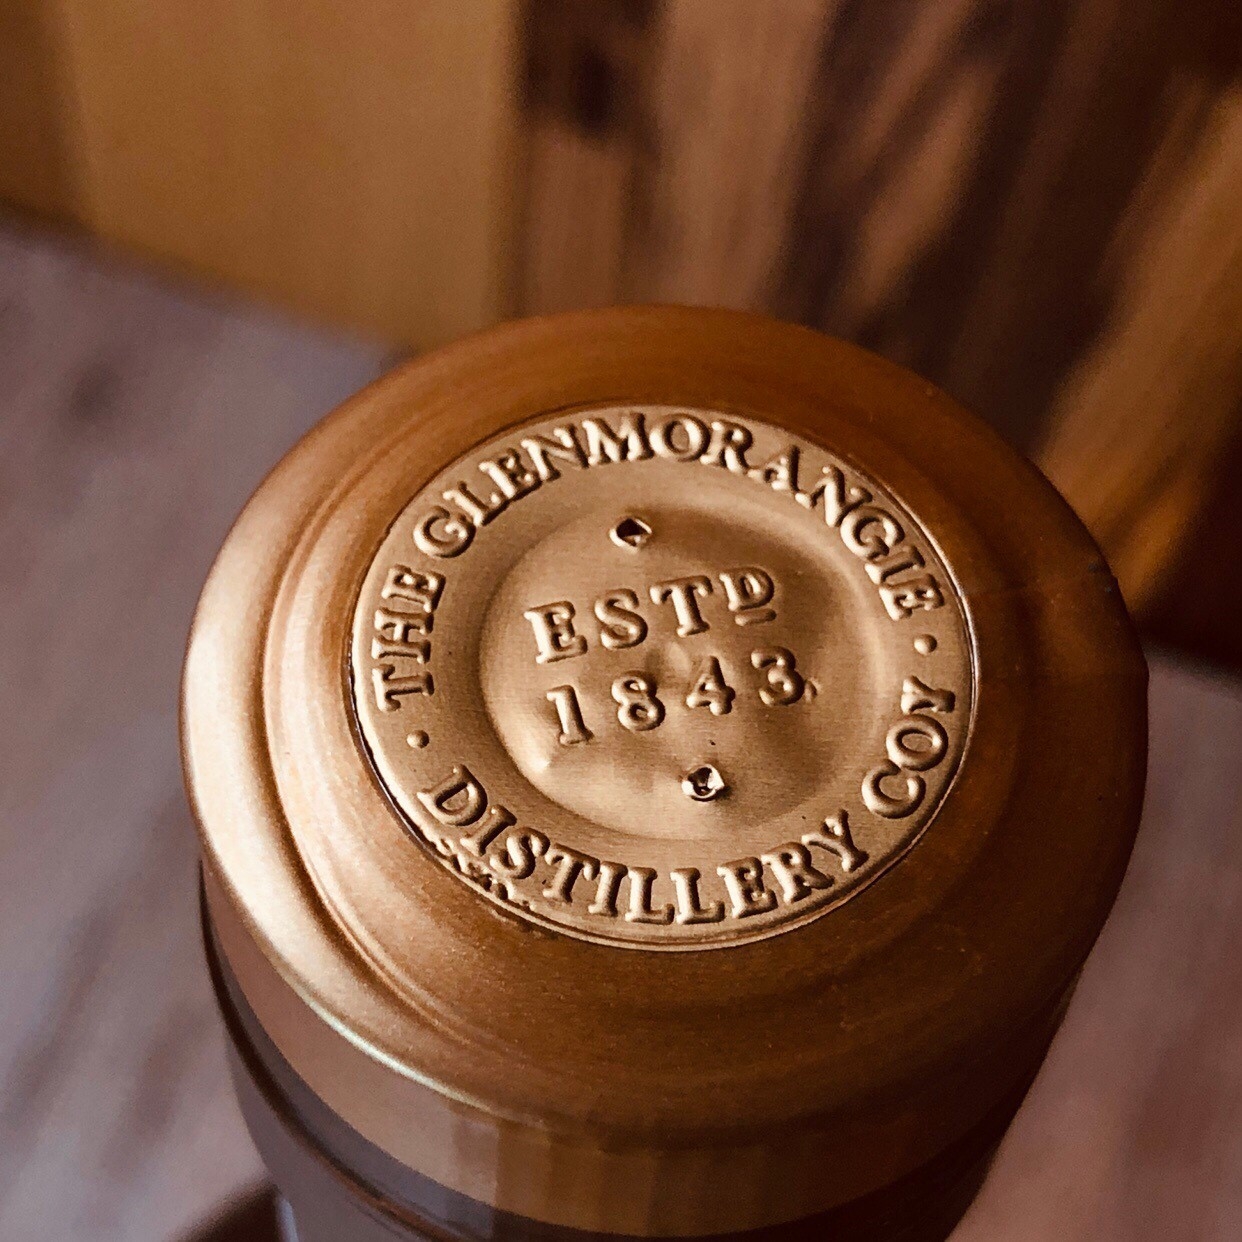 THE GLENMORANGIE
ESTD
1843
DISTILLERY COY